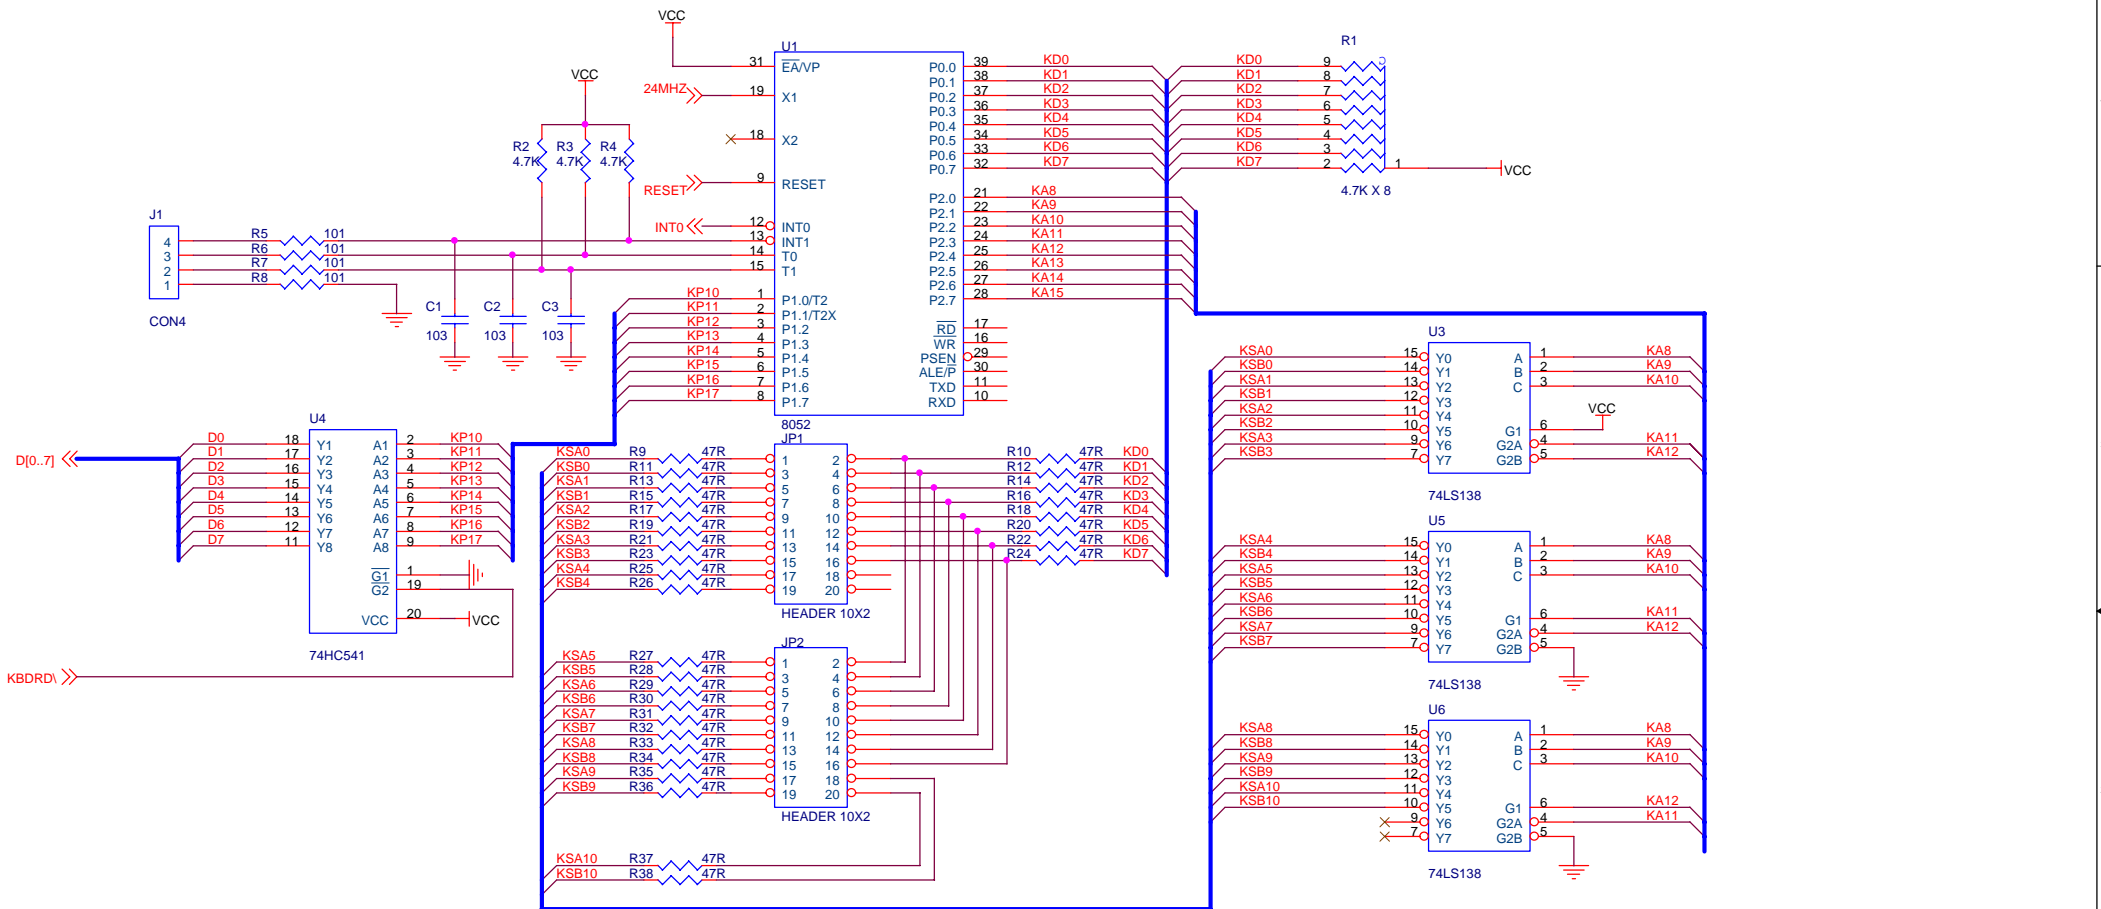 VCC
U1
31 EA/VP
24MHZ 19 X1
18 X2
RESET 9 RESET
INT0 12 INT0
13 INT1
14 T0
15 T1
KP10 1 P1.0/T2
KP11 2 P1.1/T2X
KP12 3 P1.2
KP13 4 P1.3
KP14 5 P1.4
KP15 6 P1.5
KP16 7 P1.6
KP17 8 P1.7
P0.0 39 KD0
P0.1 38 KD1
P0.2 37 KD2
P0.3 36 KD3
P0.4 35 KD4
P0.5 34 KD5
P0.6 33 KD6
P0.7 32 KD7
P2.0 21 KA8
P2.1 22 KA9
P2.2 23 KA10
P2.3 24 KA11
P2.4 25 KA12
P2.5 26 KA13
P2.6 27 KA14
P2.7 28 KA15
RD 17
WR 16
PSEN 29
ALE/P 30
TXD 11
RXD 10
8052
R1
KD0 9
KD1 8
KD2 7
KD3 6
KD4 5
KD5 4
KD6 3
KD7 2 1 VCC
4.7K X 8
VCC
R2 R3 R4
4.7K 4.7K 4.7K
J1
4 R5 101
3 R6 101
2 R7 101
1 R8 101
CON4
C1 C2 C3
103 103 103
U4
D[0..7]
D0 18 Y1 A1 2 KP10
D1 17 Y2 A2 3 KP11
D2 16 Y3 A3 4 KP12
D3 15 Y4 A4 5 KP13
D4 14 Y5 A5 6 KP14
D5 13 Y6 A6 7 KP15
D6 12 Y7 A7 8 KP16
D7 11 Y8 A8 9 KP17
G1 1
G2 19
VCC 20 VCC
74HC541
KBDRD\
JP1
KSA0 R9 47R 1 2 R10 47R KD0
KSB0 R11 47R 3 4 R12 47R KD1
KSA1 R13 47R 5 6 R14 47R KD2
KSB1 R15 47R 7 8 R16 47R KD3
KSA2 R17 47R 9 10 R18 47R KD4
KSB2 R19 47R 11 12 R20 47R KD5
KSA3 R21 47R 13 14 R22 47R KD6
KSB3 R23 47R 15 16 R24 47R KD7
KSA4 R25 47R 17 18
KSB4 R26 47R 19 20
HEADER 10X2
JP2
KSA5 R27 47R 1 2
KSB5 R28 47R 3 4
KSA6 R29 47R 5 6
KSB6 R30 47R 7 8
KSA7 R31 47R 9 10
KSB7 R32 47R 11 12
KSA8 R33 47R 13 14
KSB8 R34 47R 15 16
KSA9 R35 47R 17 18
KSB9 R36 47R 19 20
HEADER 10X2
KSA10 R37 47R
KSB10 R38 47R
U3
KSA0 15 Y0 A 1 KA8
KSB0 14 Y1 B 2 KA9
KSA1 13 Y2 C 3 KA10
KSB1 12 Y3
KSA2 11 Y4 VCC
KSB2 10 Y5 G1 6
KSA3 9 Y6 G2A 4 KA11
KSB3 7 Y7 G2B 5 KA12
74LS138
U5
KSA4 15 Y0 A 1 KA8
KSB4 14 Y1 B 2 KA9
KSA5 13 Y2 C 3 KA10
KSB5 12 Y3
KSA6 11 Y4
KSB6 10 Y5 G1 6 KA11
KSA7 9 Y6 G2A 4 KA12
KSB7 7 Y7 G2B 5
74LS138
U6
KSA8 15 Y0 A 1 KA8
KSB8 14 Y1 B 2 KA9
KSA9 13 Y2 C 3 KA10
KSB9 12 Y3
KSA10 11 Y4
KSB10 10 Y5 G1 6 KA12
9 Y6 G2A 4 KA11
7 Y7 G2B 5
74LS138